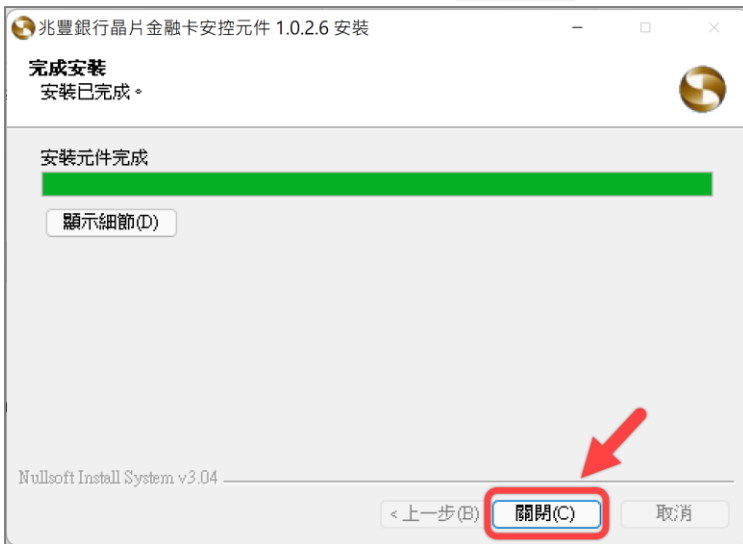 兆豐銀行晶片金融卡安控元件 1.0.2.6 安裝
完成安裝
安裝已完成。
安裝元件完成
顯示細節(D)
Nullsoft Install System v3.04
<上一步(B)
關閉(C)
取消